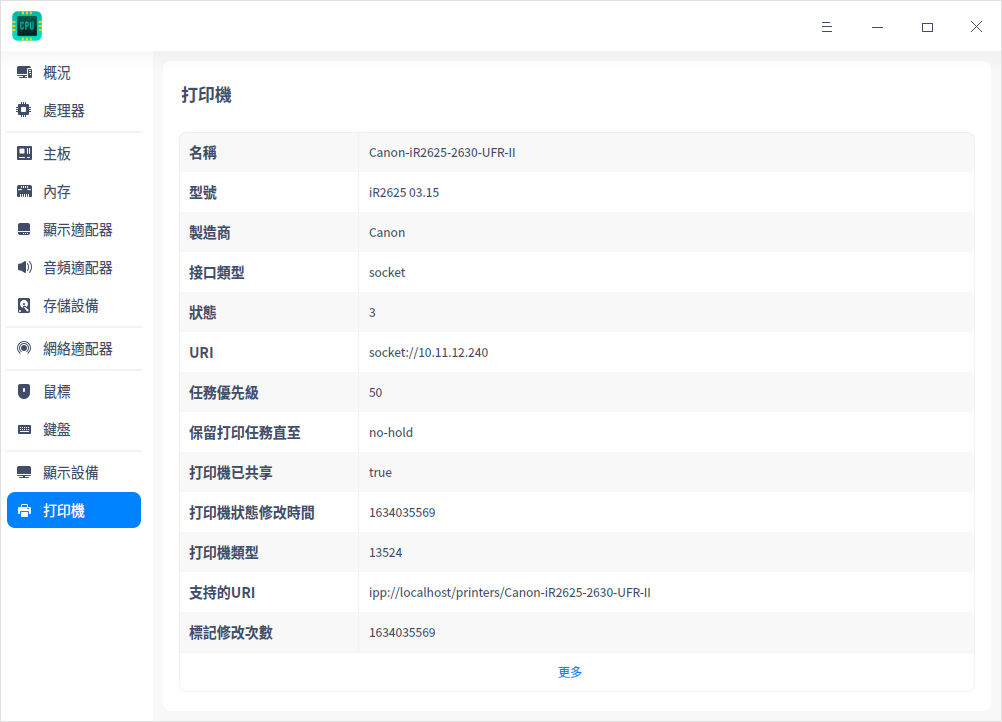 CPU
概況
處理器
主板
內存
顯示適配器
音頻適配器
存儲設備
網絡適配器
鼠標
鍵盤
顯示設備
打印機
打印機
名稱 Canon-iR2625-2630-UFR-II
型號 iR2625 03.15
製造商 Canon
接口類型 socket
狀態 3
URI socket://10.11.12.240
任務優先級 50
保留打印任務直至 no-hold
打印機已共享 true
打印機狀態修改時間 1634035569
打印機類型 13524
支持的URI ipp://localhost/printers/Canon-iR2625-2630-UFR-II
標記修改次數 1634035569
更多